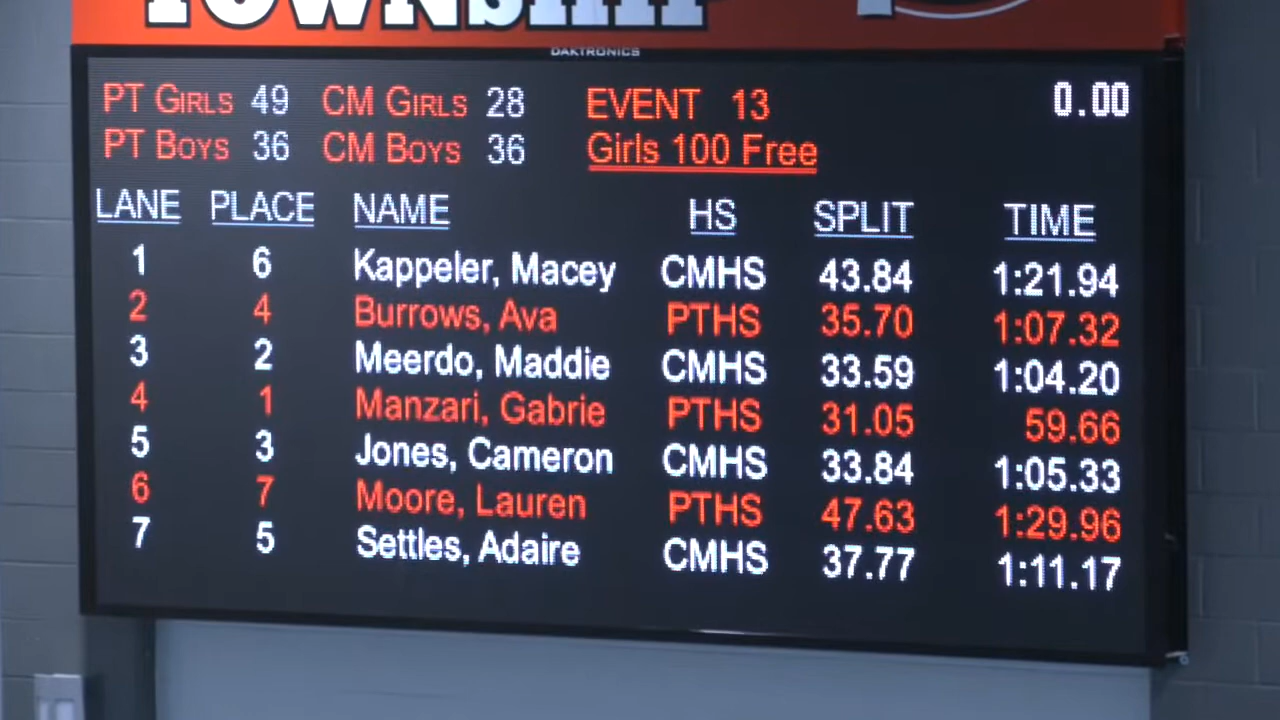 TOWNSHIP
DAKTRONICS
PT GIRLS 49 CM GIRLS 28 EVENT 13 0.00
PT BOYS 36 CM BOYS 36 Girls 100 Free
LANE PLACE NAME HS SPLIT TIME
1 6 Kappeler, Macey CMHS 43.84 1:21.94
2 4 Burrows, Ava PTHS 35.70 1:07.32
3 2 Meerdo, Maddie CMHS 33.59 1:04.20
4 1 Manzari, Gabrie PTHS 31.05 59.66
5 3 Jones, Cameron CMHS 33.84 1:05.33
6 7 Moore, Lauren PTHS 47.63 1:29.96
7 5 Settles, Adaire CMHS 37.77 1:11.17